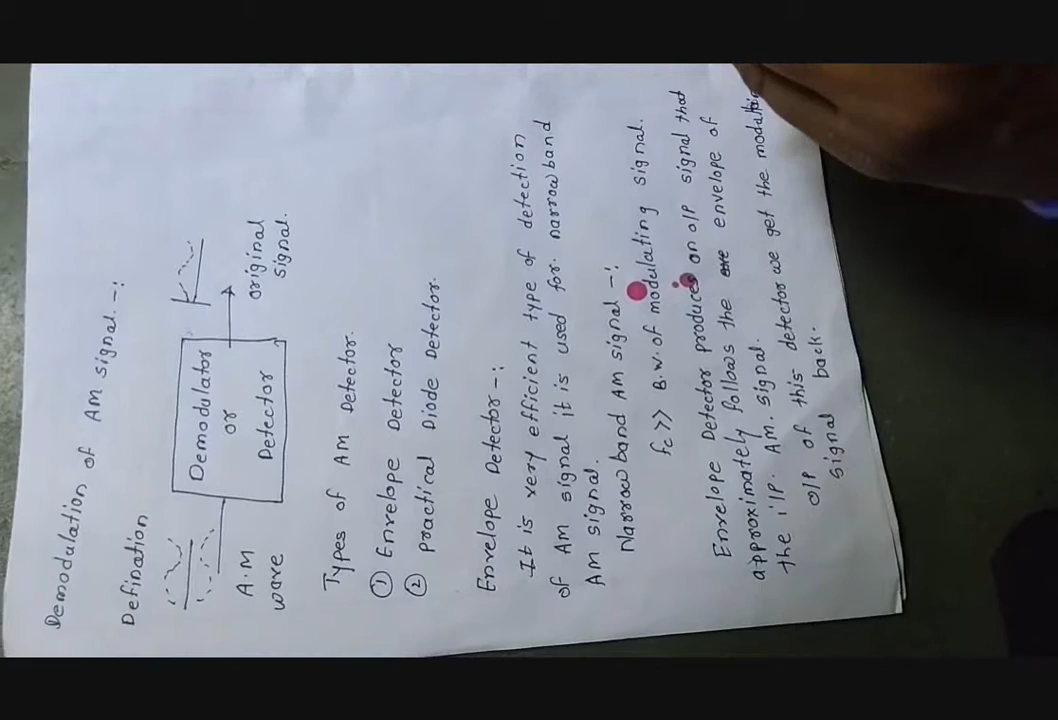 Demodulation of AM signal. -:
Defination
Demodulator
or
Detector
A.M
wave
original
signal.
Types of AM Detector.
① Envelope Detector
② practical Diode Detector.
Envelope Detector -:
It is very efficient type of detection
of Am signal it is used for. narrow band
Am signal.
Narrow band AM signal -:
fc >> B.W. of modulating signal.
Envelope Detector produces on O/P signal that
approximately follows the envelope of
the i/p. Am. signal.
O/P of this detector we get the
signal back.